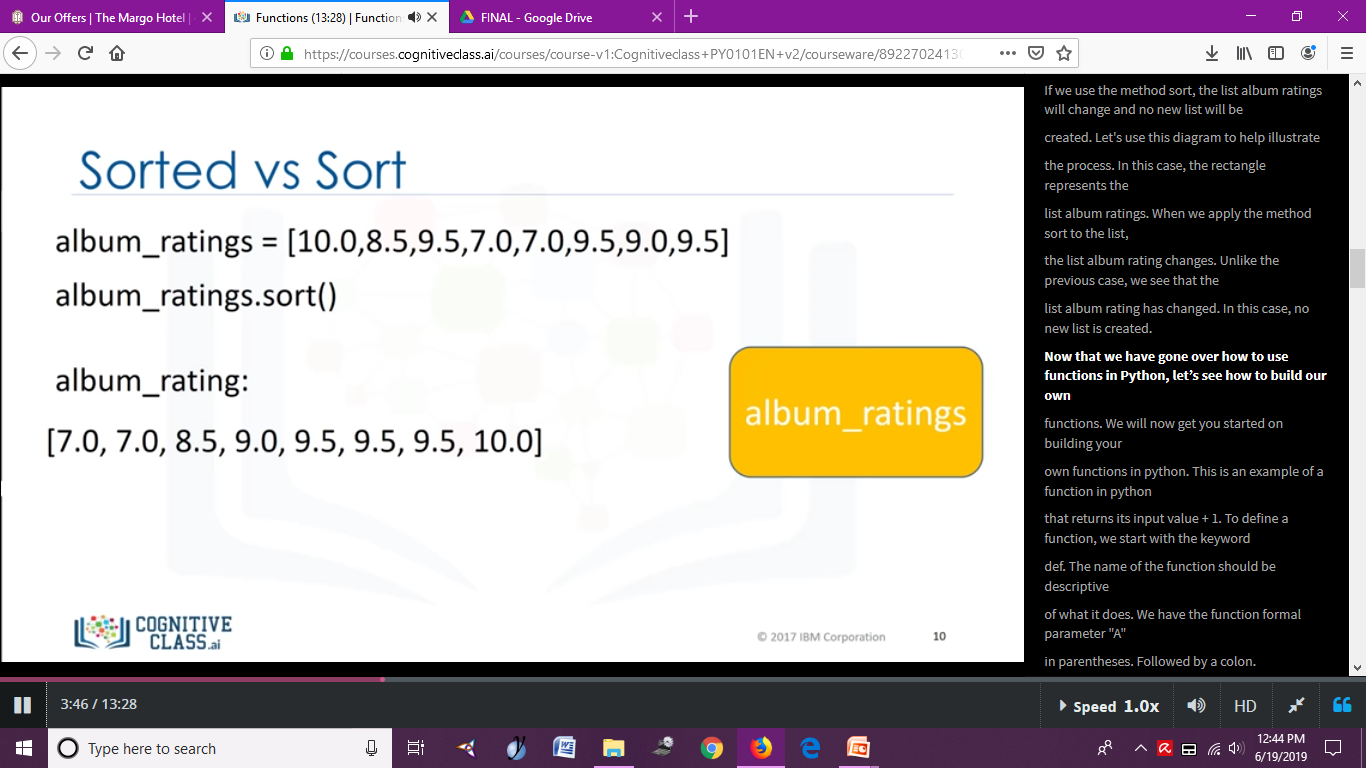 Our Offers | The Margo Hotel |
Functions (13:28) | Function
FINAL - Google Drive
https://courses.cognitiveclass.ai/courses/course-v1:Cognitiveclass+PY0101EN+v2/courseware/89227024130
Sorted vs Sort
album_ratings = [10.0,8.5,9.5,7.0,7.0,9.5,9.0,9.5]
album_ratings.sort()
album_rating:
[7.0, 7.0, 8.5, 9.0, 9.5, 9.5, 9.5, 10.0]
album_ratings
COGNITIVE
CLASS.ai
© 2017 IBM Corporation
10
If we use the method sort, the list album ratings
will change and no new list will be
created. Let's use this diagram to help illustrate
the process. In this case, the rectangle
represents the
list album ratings. When we apply the method
sort to the list,
the list album rating changes. Unlike the
previous case, we see that the
list album rating has changed. In this case, no
new list is created.
Now that we have gone over how to use
functions in Python, let’s see how to build our
own
functions. We will now get you started on
building your
own functions in python. This is an example of a
function in python
that returns its input value + 1. To define a
function, we start with the keyword
def. The name of the function should be
descriptive
of what it does. We have the function formal
parameter "A"
in parentheses. Followed by a colon.
3:46 / 13:28
Speed 1.0x
HD
Type here to search
12:44 PM
6/19/2019